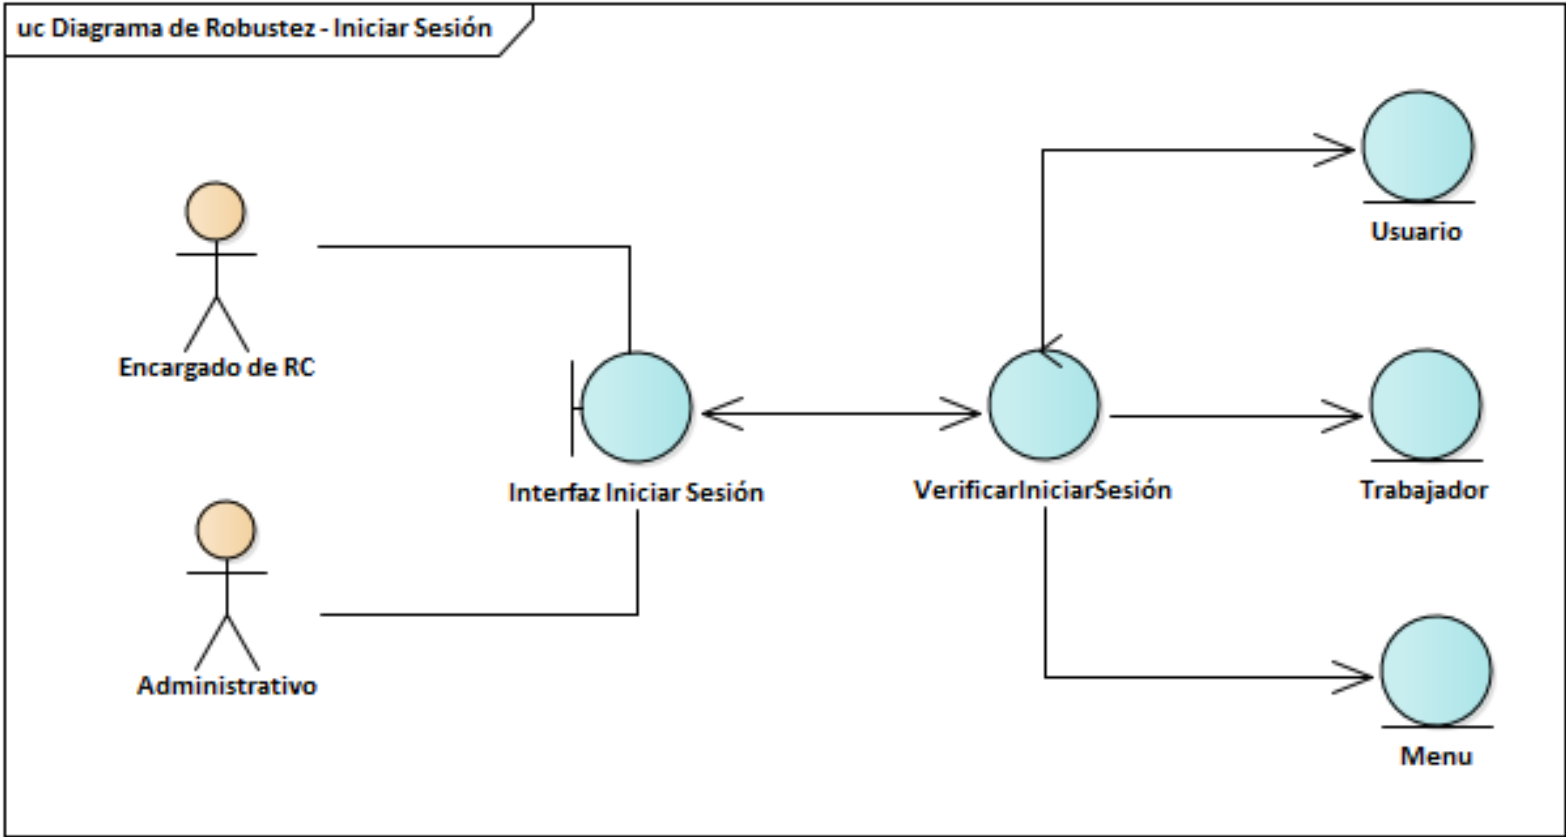 uc Diagrama de Robustez - Iniciar Sesión
Usuario
Encargado de RC
Interfaz Iniciar Sesión
VerificarIniciarSesión
Trabajador
Administrativo
Menu